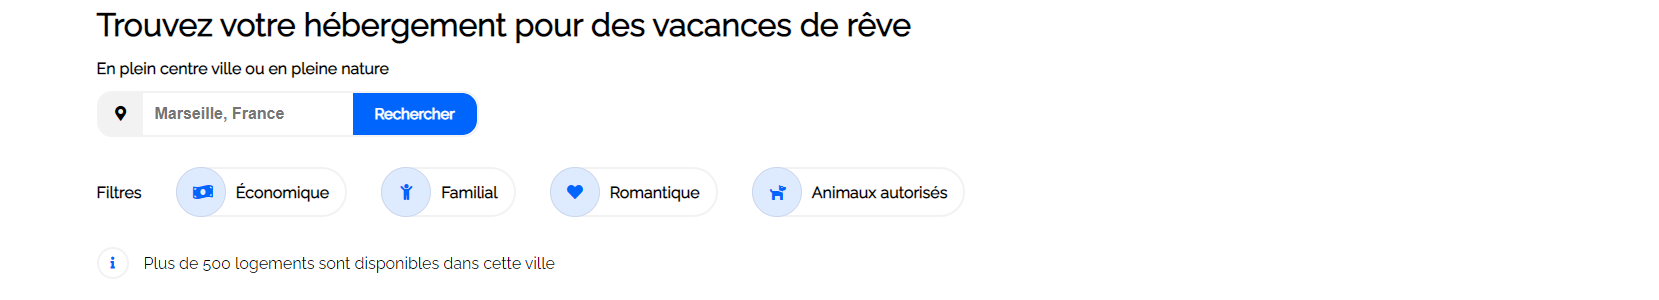 Trouvez votre hébergement pour des vacances de rêve
En plein centre ville ou en pleine nature
Marseille, France Rechercher
Filtres Économique Familial Romantique Animaux autorisés
Plus de 500 logements sont disponibles dans cette ville